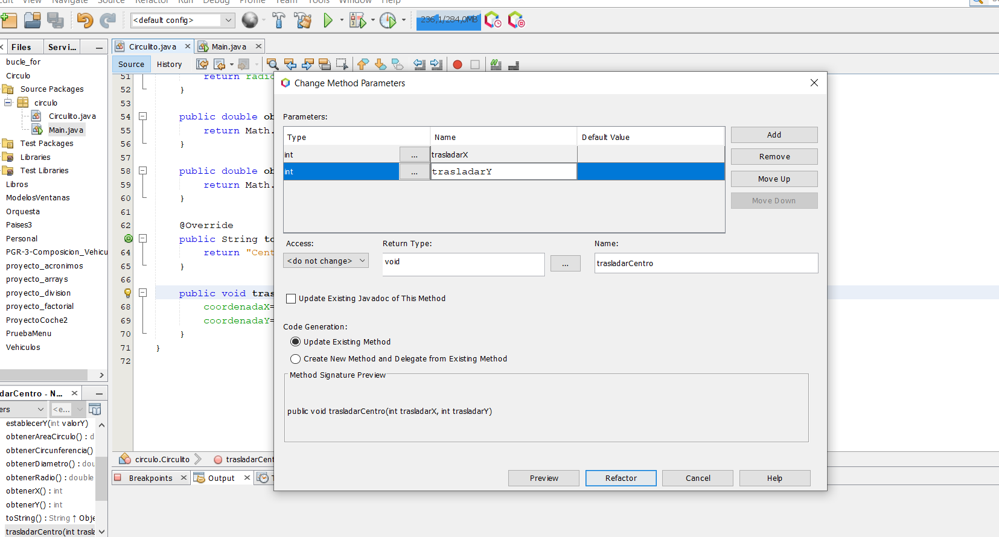 View Navigate Source Refactor Run Debug Profile Team Tools Window Help
<default config>
236,1/284,0MB
Files Servi...
Circulito.java Main.java
Source History
bucle_for
Circulo
Source Packages
circulo
Circulito.java
Main.java
Test Packages
Libraries
Test Libraries
Libros
ModelosVentanas
Orquesta
Paises3
Personal
PGR-3-Composicion_Vehicu
proyecto_acronimos
proyecto_arrays
proyecto_division
proyecto_factorial
ProyectoCoche2
PruebaMenu
Vehiculos
51 return radio
52 }
53
54 public double ob
55 return Math.
56 }
57
58 public double ob
59 return Math.
60 }
61
62 @Override
public String to
64 return "Cent
65 }
66
public void tras
68 coordenadaX=
69 coordenadaY=
70 }
71 }
72
Change Method Parameters
Parameters:
Type Name Default Value
int ... trasladarX
int ... trasladarY
Add
Remove
Move Up
Move Down
Access: Return Type: Name:
<do not change> void ... trasladarCentro
Update Existing Javadoc of This Method
Code Generation:
Update Existing Method
Create New Method and Delegate from Existing Method
Method Signature Preview
public void trasladarCentro(int trasladarX, int trasladarY)
Preview Refactor Cancel Help
darCentro - N...
ers <e...
establecerY(int valorY)
obtenerAreaCirculo() : d
obtenerCircunferencia()
obtenerDiametro() : dou
obtenerRadio() : double
obtenerX() : int
obtenerY() : int
toString() : String ↑ Obje
trasladarCentro(int trasla
circulo.Circulito trasladarCent
Breakpoints Output